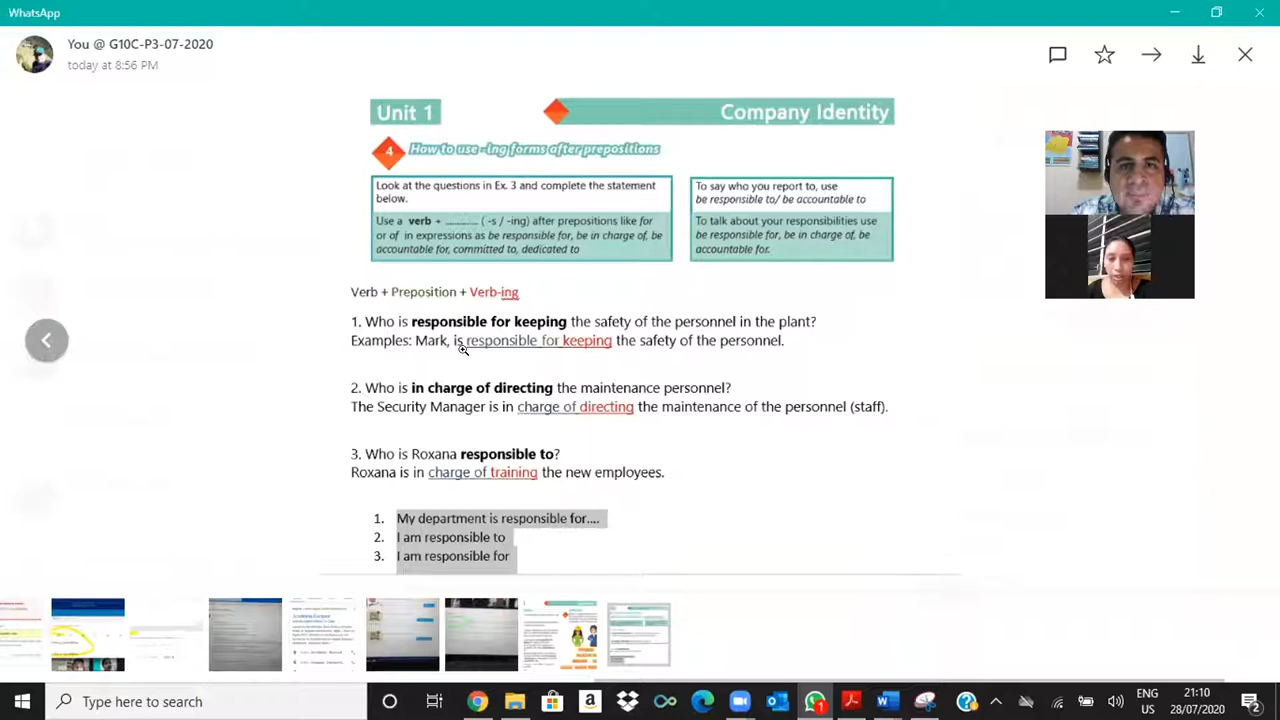 WhatsApp
You @ G10C-P3-07-2020
today at 8:56 PM
Unit 1
Company Identity
4
How to use -ing forms after prepositions
Look at the questions in Ex. 3 and complete the statement
below.
Use a verb + ............ ( -s / -ing) after prepositions like for
or of in expressions as be responsible for, be in charge of, be
accountable for, committed to, dedicated to
To say who you report to, use
be responsible to/ be accountable to
To talk about your responsibilities use
be responsible for, be in charge of, be
accountable for.
Verb + Preposition + Verb-ing
1. Who is responsible for keeping the safety of the personnel in the plant?
Examples: Mark, is responsible for keeping the safety of the personnel.
2. Who is in charge of directing the maintenance personnel?
The Security Manager is in charge of directing the maintenance of the personnel (staff).
3. Who is Roxana responsible to?
Roxana is in charge of training the new employees.
1. My department is responsible for....
2. I am responsible to
3. I am responsible for
Type here to search
ENG
US
21:10
28/07/2020
1
2